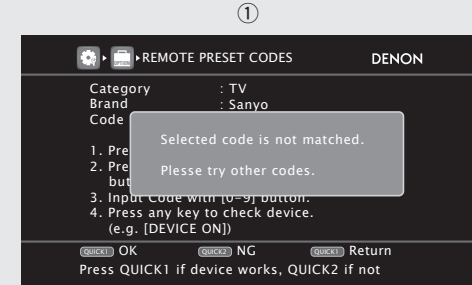 ①
OPTION REMOTE PRESET CODES DENON
Category : TV
Brand : Sanyo
Code
Selected code is not matched.
1. Pre
2. Pre
Plesse try other codes.
but
3. Input Code with [0-9] button.
4. Press any key to check device.
(e.g. [DEVICE ON])
QUICK1 OK QUICK2 NG QUICK1 Return
Press QUICK1 if device works, QUICK2 if not